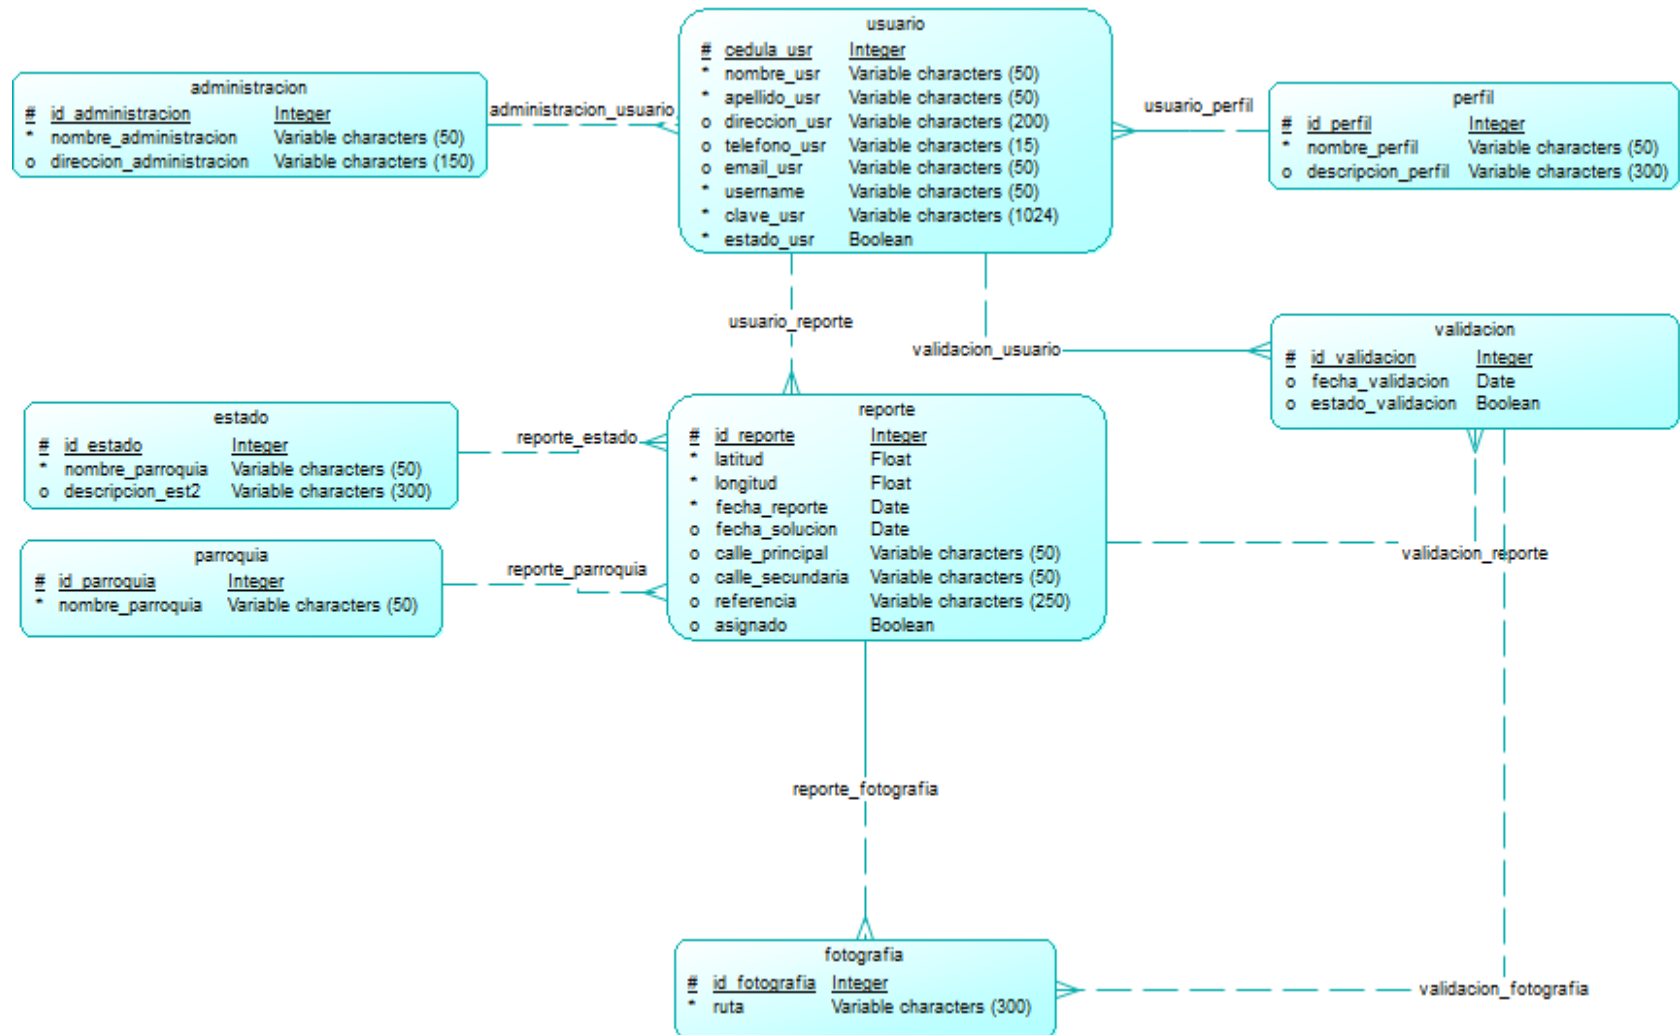 usuario
# cedula_usr Integer
* nombre_usr Variable characters (50)
* apellido_usr Variable characters (50)
o direccion_usr Variable characters (200)
o telefono_usr Variable characters (15)
o email_usr Variable characters (50)
* username Variable characters (50)
* clave_usr Variable characters (1024)
* estado_usr Boolean
administracion
# id_administracion Integer
* nombre_administracion Variable characters (50)
o direccion_administracion Variable characters (150)
administracion_usuario
usuario_perfil
perfil
# id_perfil Integer
* nombre_perfil Variable characters (50)
o descripcion_perfil Variable characters (300)
usuario_reporte
validacion_usuario
validacion
# id_validacion Integer
o fecha_validacion Date
o estado_validacion Boolean
estado
# id_estado Integer
* nombre_parroquia Variable characters (50)
o descripcion_est2 Variable characters (300)
reporte_estado
reporte
# id_reporte Integer
* latitud Float
* longitud Float
* fecha_reporte Date
o fecha_solucion Date
o calle_principal Variable characters (50)
o calle_secundaria Variable characters (50)
o referencia Variable characters (250)
o asignado Boolean
parroquia
# id_parroquia Integer
* nombre_parroquia Variable characters (50)
reporte_parroquia
validacion_reporte
reporte_fotografia
fotografia
# id_fotografia Integer
* ruta Variable characters (300)
validacion_fotografia